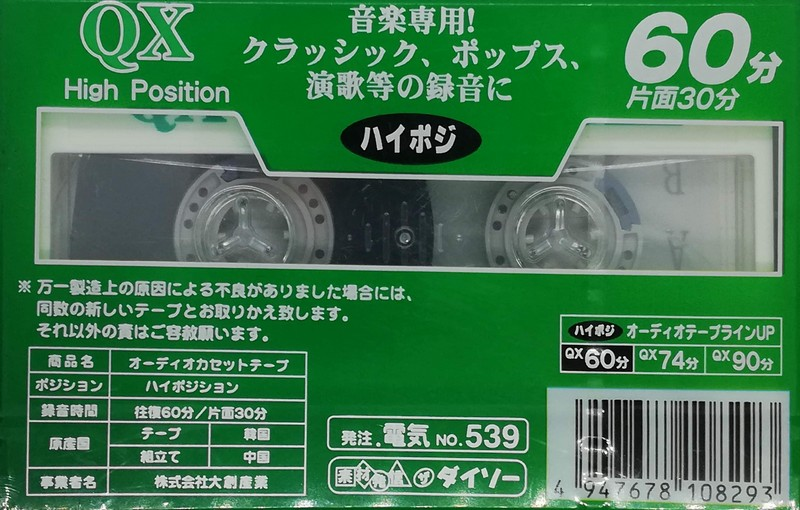 QX
High Position
音楽専用!
クラッシック、ポップス、
演歌等の録音に
60分
片面30分
ハイポジ
※万一製造上の原因による不良がありました場合には、
同数の新しいテープとお取りかえ致します。
それ以外の責はご容赦願います。
商品名 オーディオカセットテープ
ポジション ハイポジション
録音時間 往復60分/片面30分
原産国 テープ 韓国
組立て 中国
事業者名 株式会社大創産業
ハイポジ オーディオテープラインUP
QX60分 QX74分 QX90分
発注.電気NO.539
ザ ダイソー
4 947678 108293